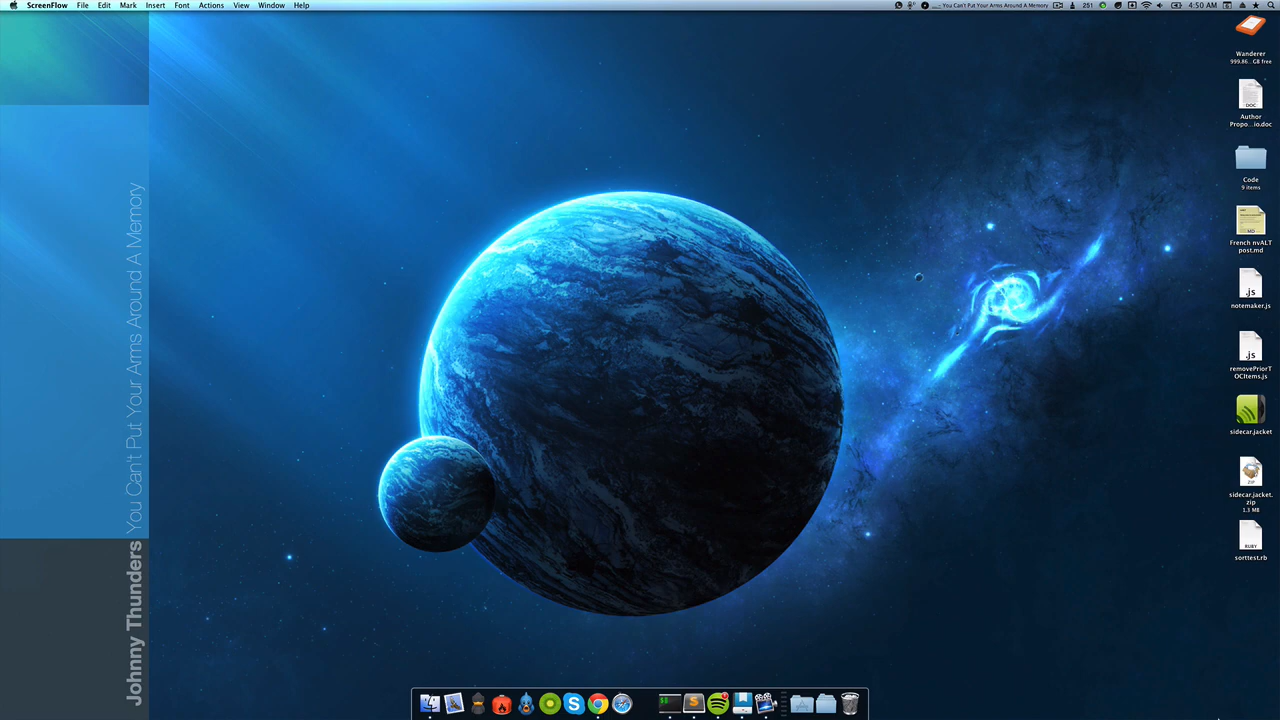 ScreenFlow File Edit Mark Insert Font Actions View Window Help
... - You Can't Put Your Arms Around A Memory 251 4:50 AM
Johnny Thunders You Can't Put Your Arms Around A Memory
Wanderer
999.86... GB free
DOC
Author
Propo...io.doc
Code
9 items
MD
French nvALT
post.md
.js
notemaker.js
.js
removePriorT
OCItems.js
sidecar.jacket
ZIP
sidecar.jacket.
zip
1.3 MB
RUBY
sorttest.rb